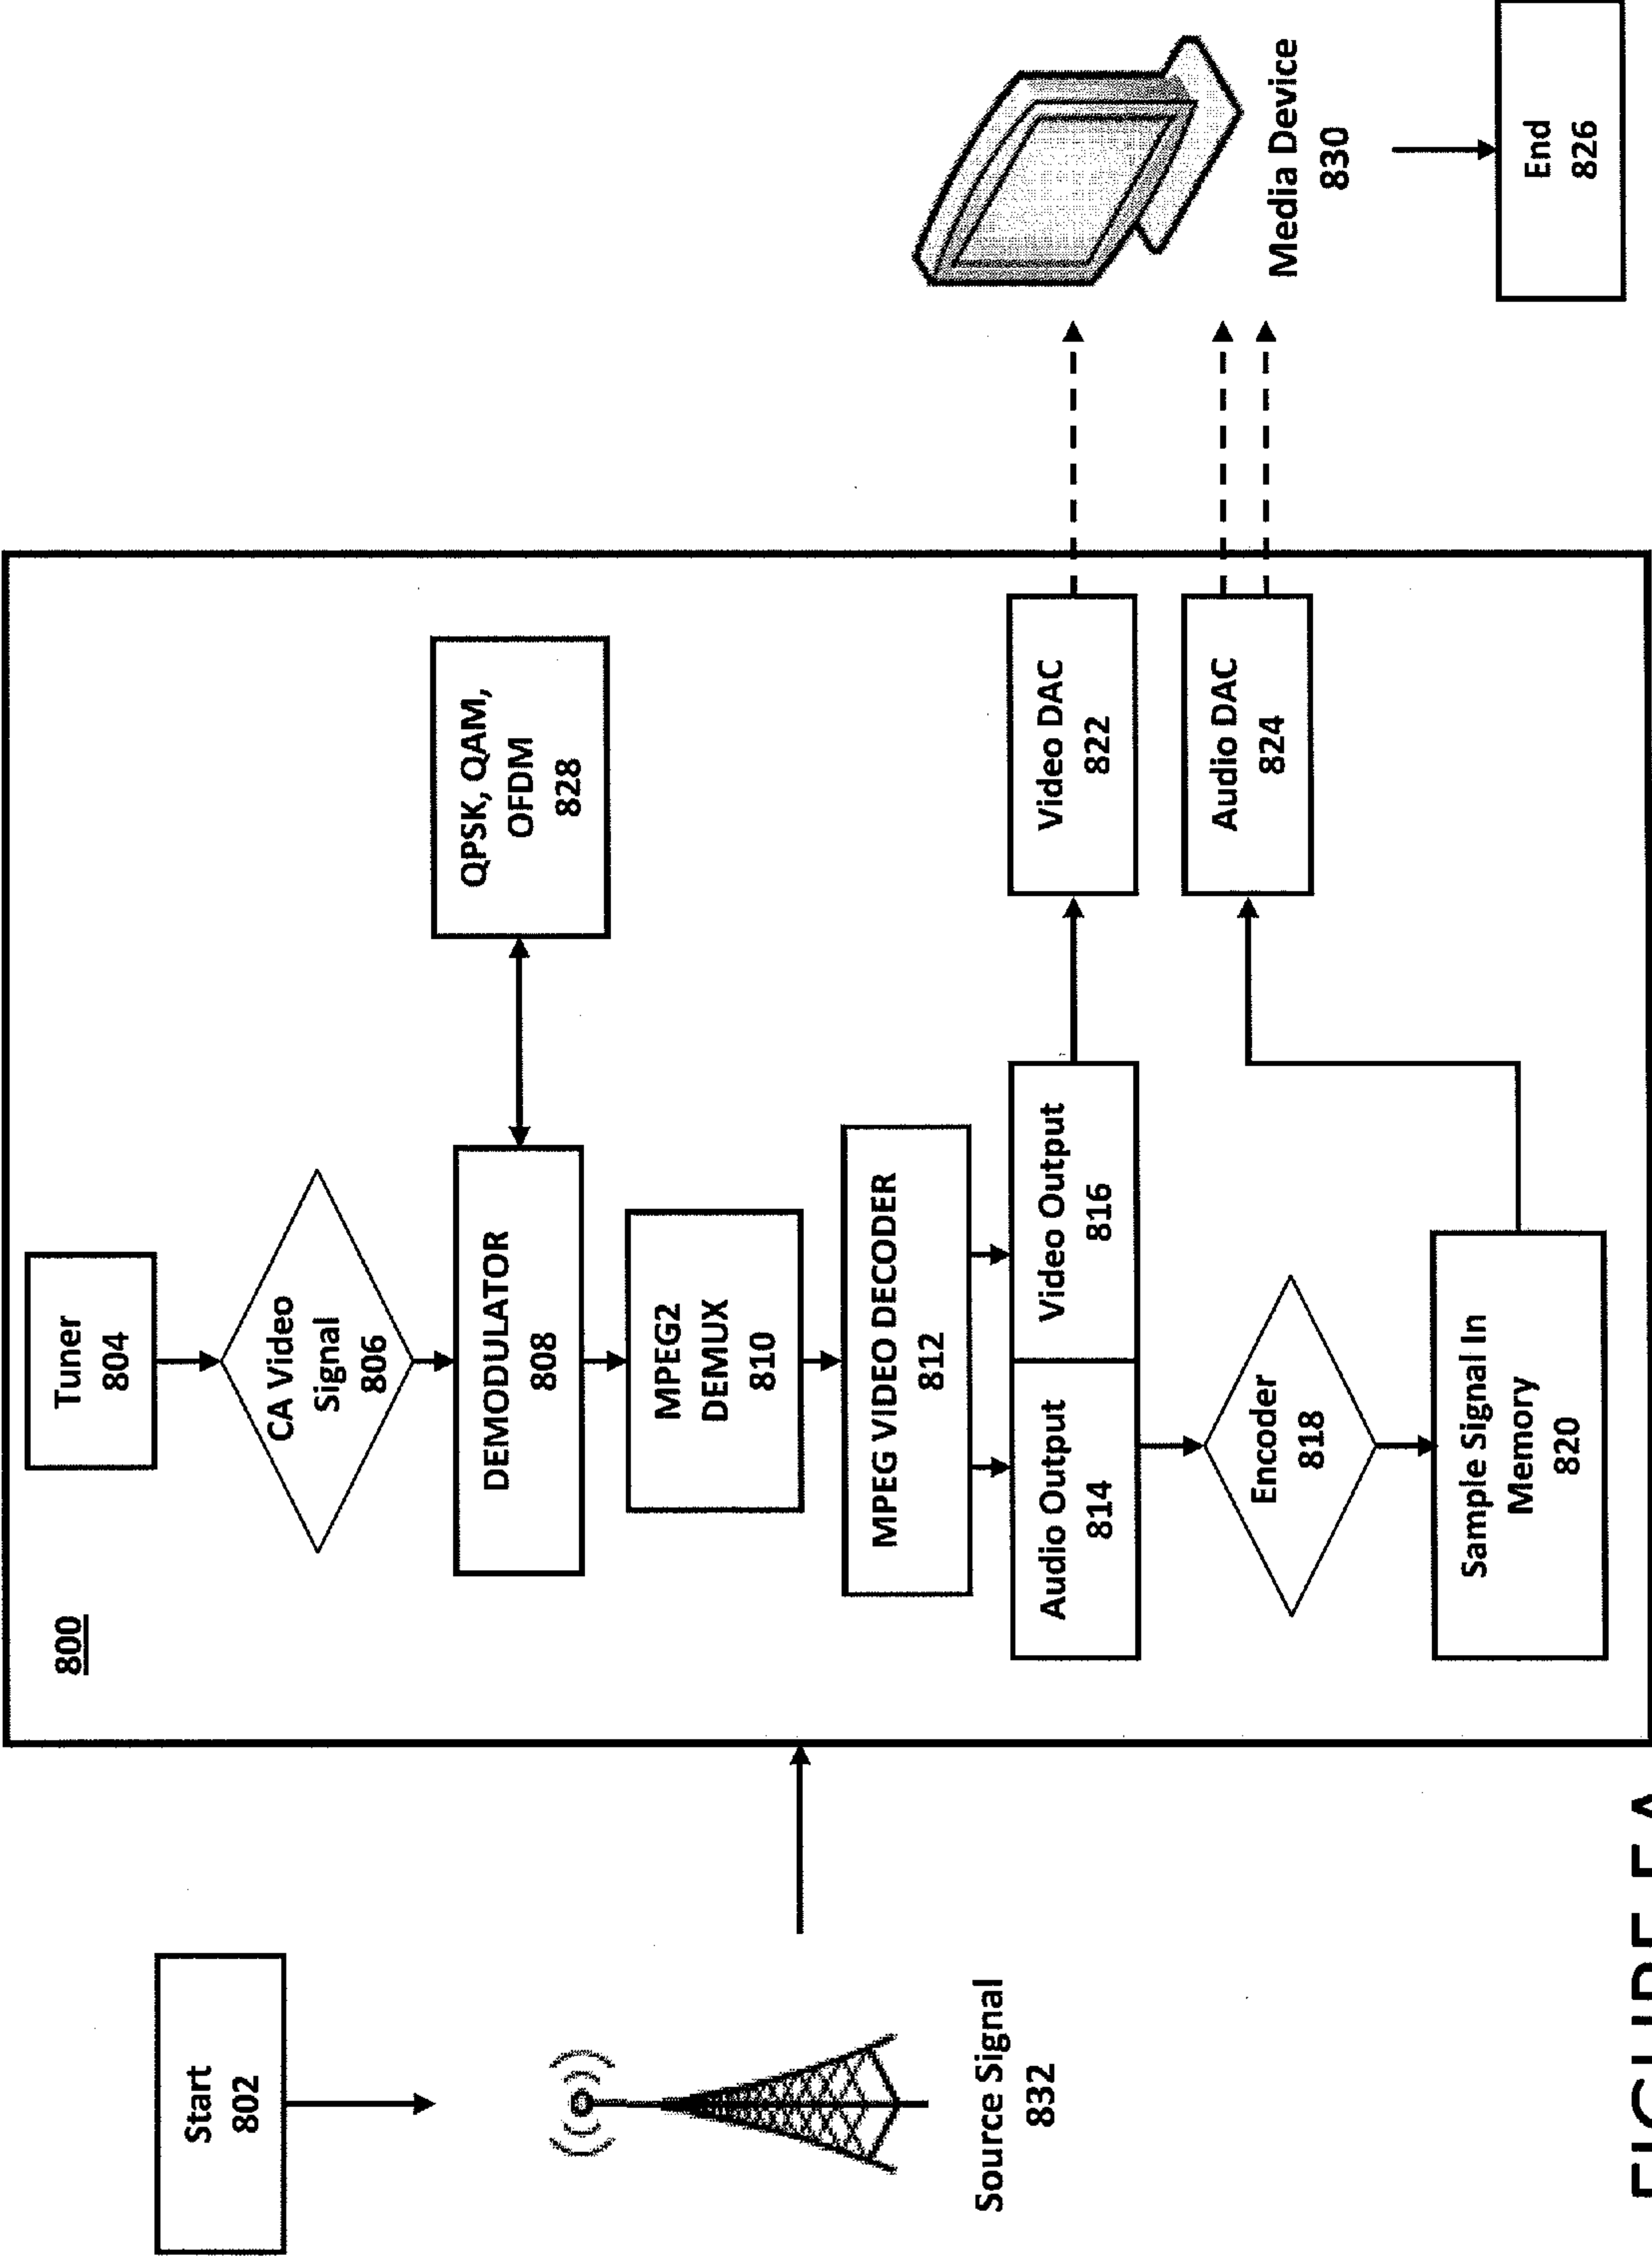 800
Start
802
Source Signal
832
Tuner
804
CA Video
Signal
806
DEMODULATOR
808
QPSK, QAM,
OFDM
828
MPEG2
DEMUX
810
MPEG VIDEO DECODER
812
Audio Output
814
Video Output
816
Video DAC
822
Encoder
818
Audio DAC
824
Sample Signal In
Memory
820
Media Device
830
End
826